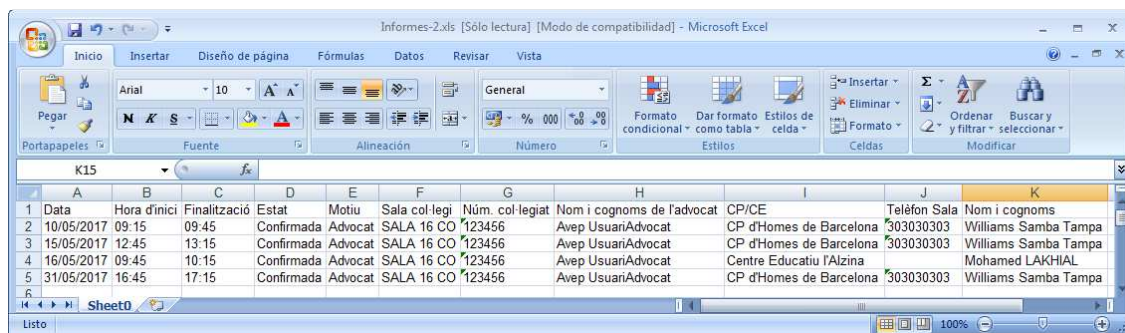 Informes-2.xls [Sólo lectura] [Modo de compatibilidad] - Microsoft Excel
Inicio Insertar Diseño de página Fórmulas Datos Revisar Vista
Pegar
Arial 10 A A
N K S A
General
% 000
Formato condicional
Dar formato como tabla
Estilos de celda
Insertar
Eliminar
Formato
Σ
Ordenar y filtrar
Buscar y seleccionar
Portapapeles Fuente Alineación Número Estilos Celdas Modificar
K15 fx
A B C D E F G H I J K
1 Data Hora d'inici Finalització Estat Motiu Sala col·legi Núm. col·legiat Nom i cognoms de l'advocat CP/CE Telèfon Sala Nom i cognoms
2 10/05/2017 09:15 09:45 Confirmada Advocat SALA 16 CO 123456 Avep UsuariAdvocat CP d'Homes de Barcelona 303030303 Williams Samba Tampa
3 15/05/2017 12:45 13:15 Confirmada Advocat SALA 16 CO 123456 Avep UsuariAdvocat CP d'Homes de Barcelona 303030303 Williams Samba Tampa
4 16/05/2017 09:45 10:15 Confirmada Advocat SALA 16 CO 123456 Avep UsuariAdvocat Centre Educatiu l'Alzina Mohamed LAKHIAL
5 31/05/2017 16:45 17:15 Confirmada Advocat SALA 16 CO 123456 Avep UsuariAdvocat CP d'Homes de Barcelona 303030303 Williams Samba Tampa
6
Sheet0
Listo 100%